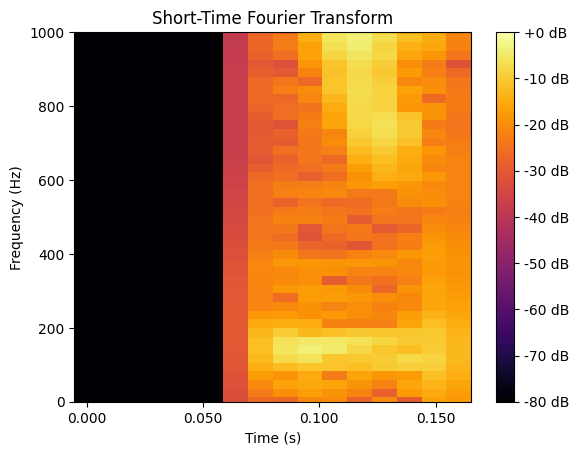 Short-Time Fourier Transform
1000
800
600
400
200
0
Frequency (Hz)
0.000
0.050
0.100
0.150
Time (s)
+0 dB
-10 dB
-20 dB
-30 dB
-40 dB
-50 dB
-60 dB
-70 dB
-80 dB